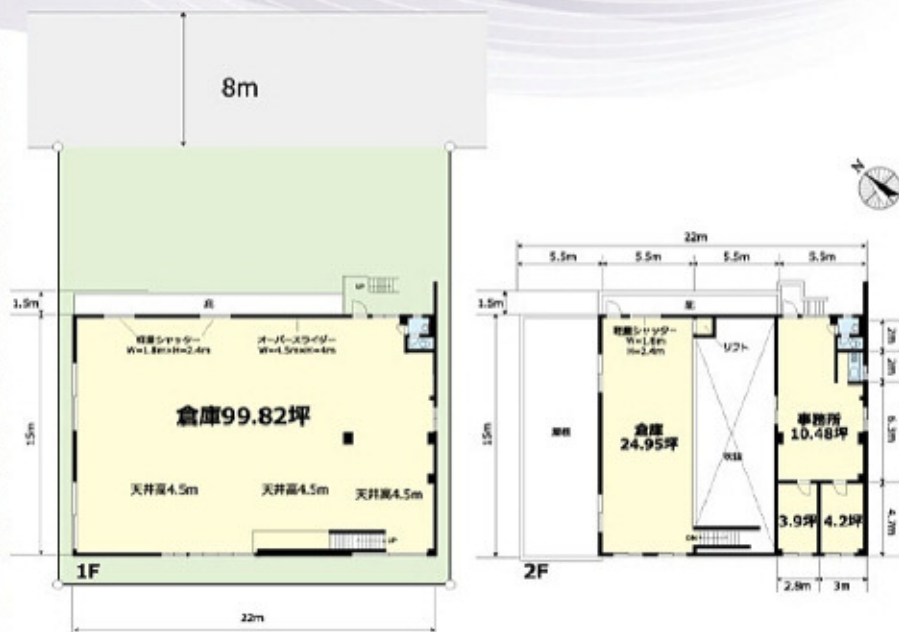 8m
N
22m
5.5m 5.5m 5.5m 5.5m
1.5m
UP
庇
軽量シャッター
W=1.8m×H=2.4m
オーバースライダー
W=4.5m×H=4m
倉庫99.82坪
15m
天井高4.5m
天井高4.5m
天井高4.5m
UP
1F
22m
1.5m
庇
軽量シャッター
W=1.8m
H=2.4m
リフト
2m
2m
6.3m
4.7m
15m
屋根
倉庫
24.95坪
吹抜
事務所
10.48坪
3.9坪
4.2坪
DN
2F
2.8m
3m